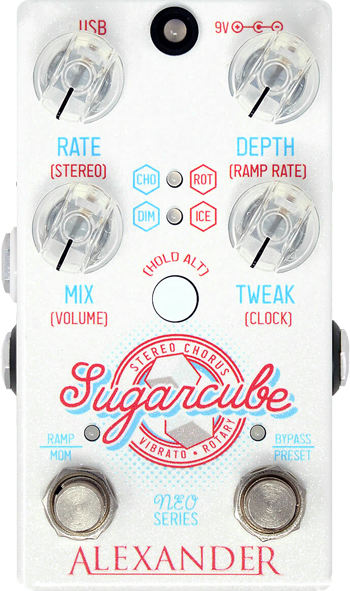 USB 9V
RATE DEPTH
(STEREO) (RAMP RATE)
CHO ROT
DIM ICE
(HOLD ALT)
MIX TWEAK
(VOLUME) (CLOCK)
STEREO CHORUS
Sugarcube
VIBRATO • ROTARY
RAMP BYPASS
MOM PRESET
NEO
SERIES
ALEXANDER